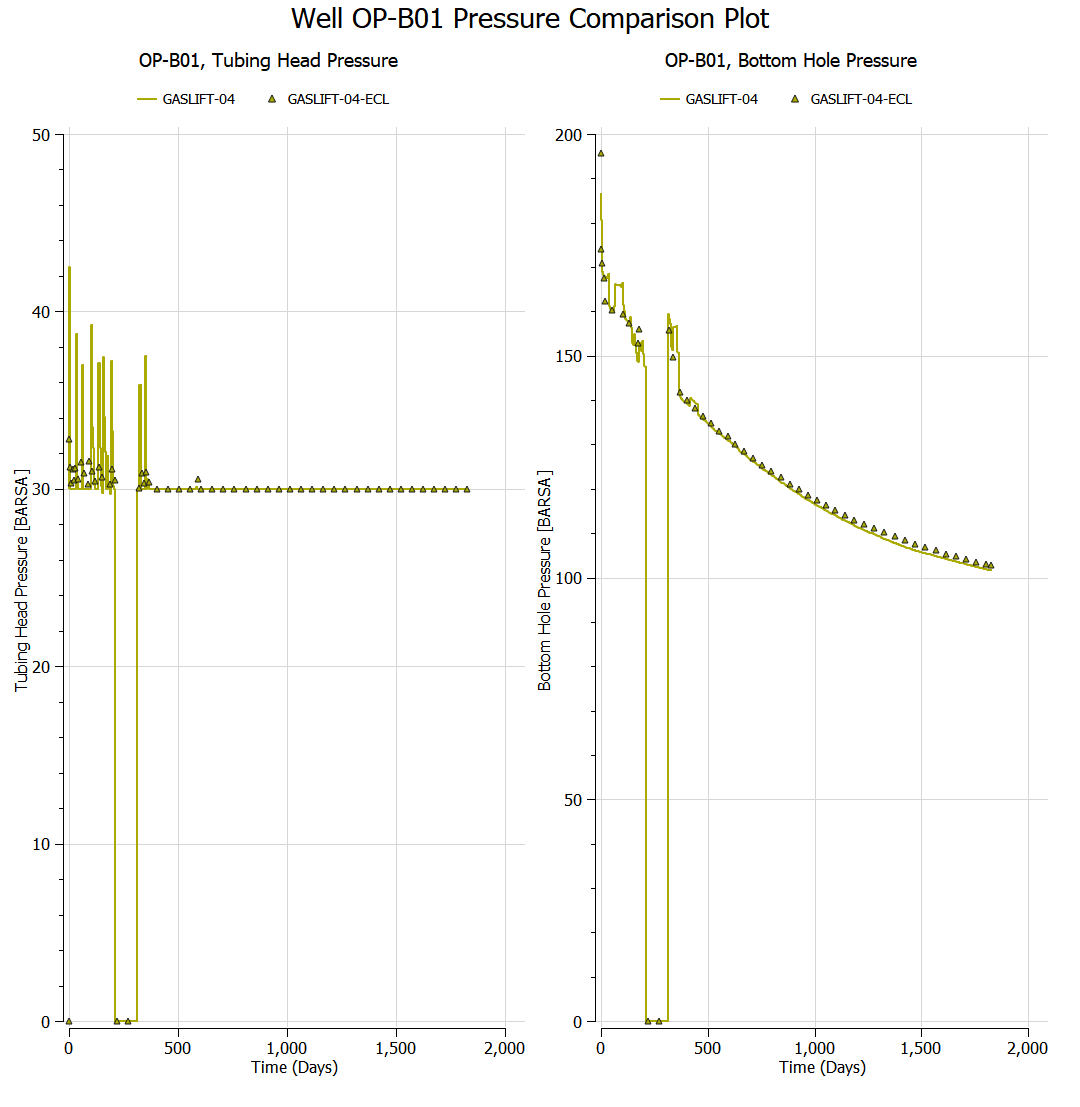 Well OP-B01 Pressure Comparison Plot
OP-B01, Tubing Head Pressure
GASLIFT-04
GASLIFT-04-ECL
50
40
30
20
10
0
Tubing Head Pressure [BARSA]
0
500
1,000
1,500
2,000
Time (Days)
OP-B01, Bottom Hole Pressure
GASLIFT-04
GASLIFT-04-ECL
200
150
100
50
0
Bottom Hole Pressure [BARSA]
0
500
1,000
1,500
2,000
Time (Days)